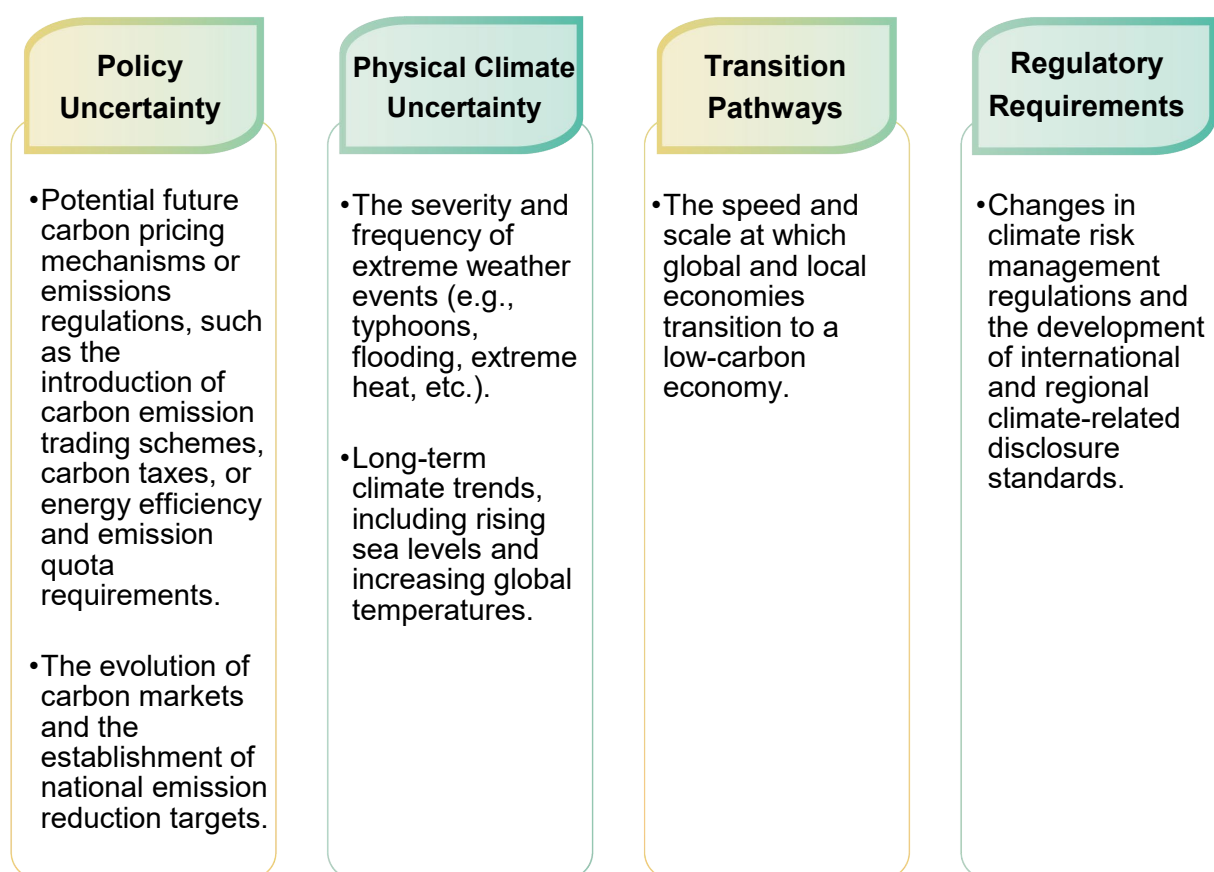 Policy
Uncertainty
•Potential future
carbon pricing
mechanisms or
emissions
regulations, such
as the
introduction of
carbon emission
trading schemes,
carbon taxes, or
energy efficiency
and emission
quota
requirements.
•The evolution of
carbon markets
and the
establishment of
national emission
reduction targets.
Physical Climate
Uncertainty
•The severity and
frequency of
extreme weather
events (e.g.,
typhoons,
flooding, extreme
heat, etc.).
•Long-term
climate trends,
including rising
sea levels and
increasing global
temperatures.
Transition
Pathways
•The speed and
scale at which
global and local
economies
transition to a
low-carbon
economy.
Regulatory
Requirements
•Changes in
climate risk
management
regulations and
the development
of international
and regional
climate-related
disclosure
standards.